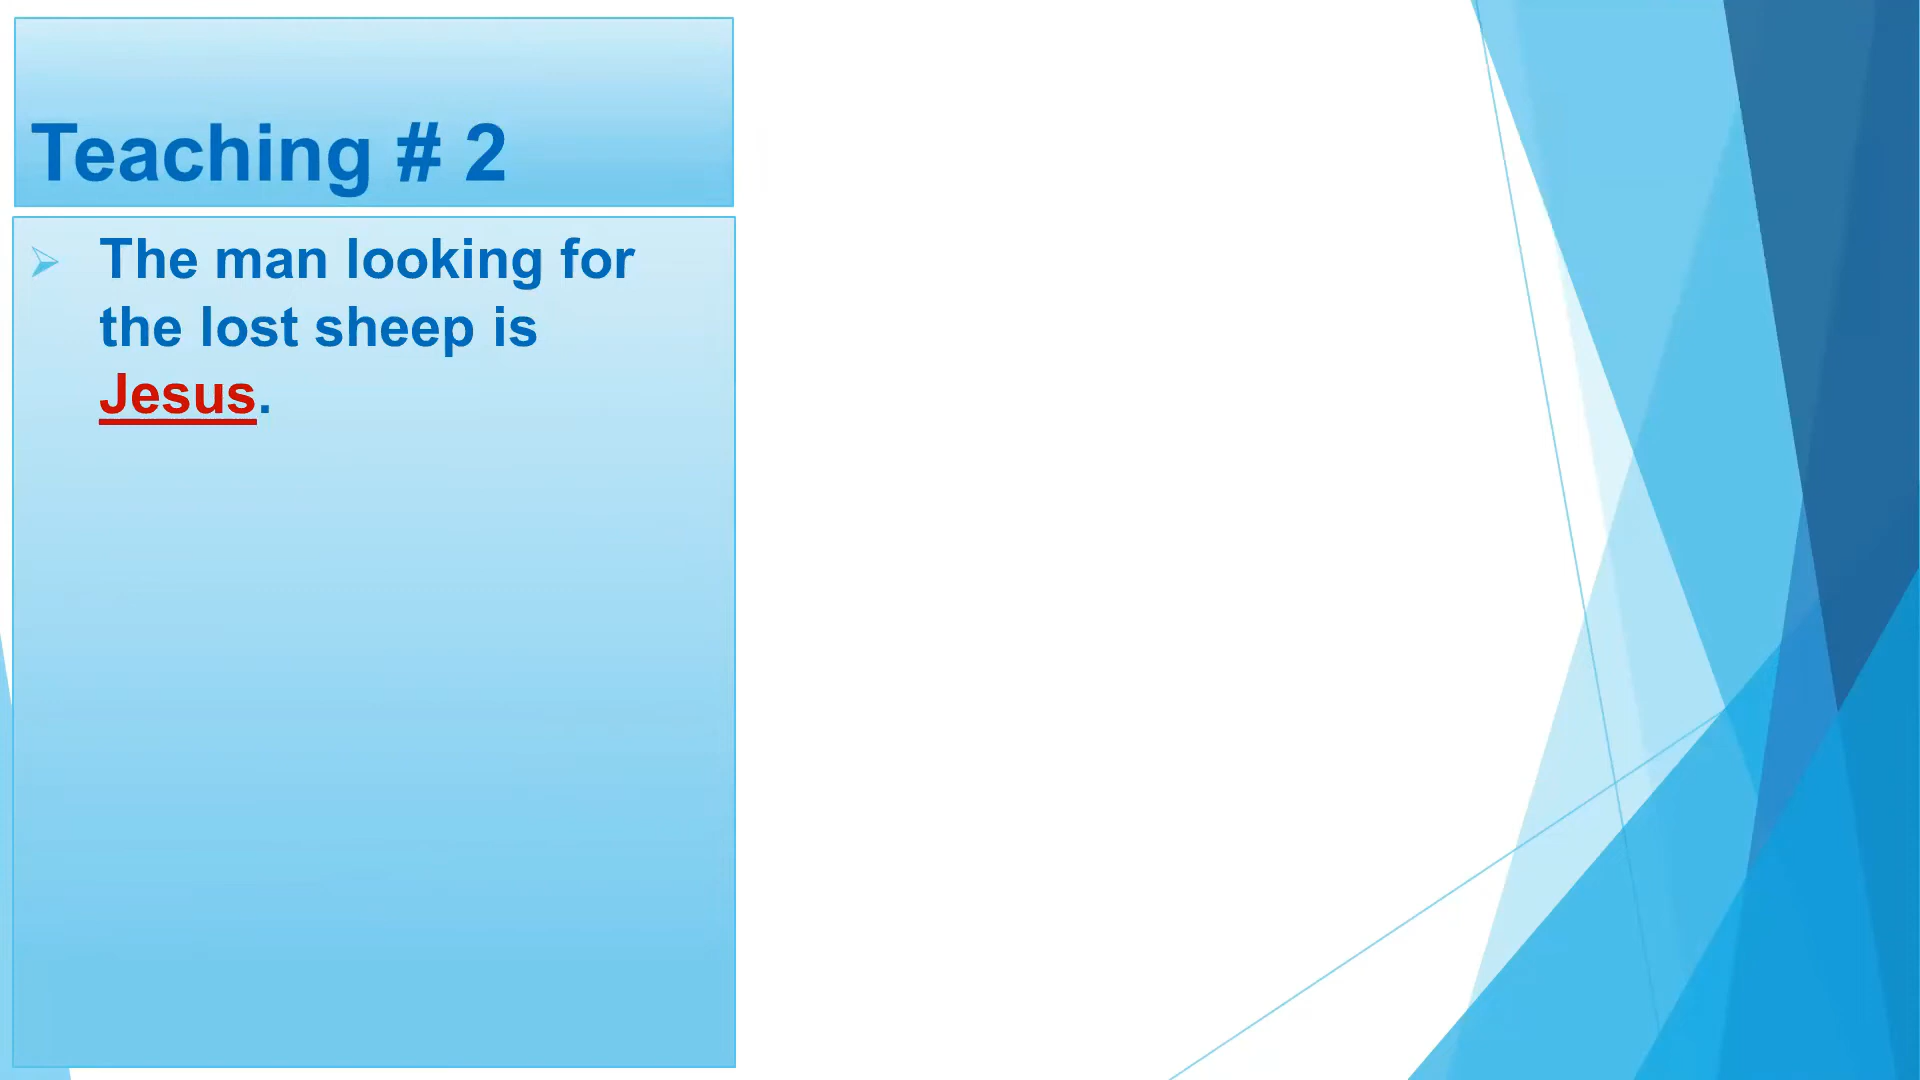 Teaching # 2
The man looking for
the lost sheep is
Jesus.